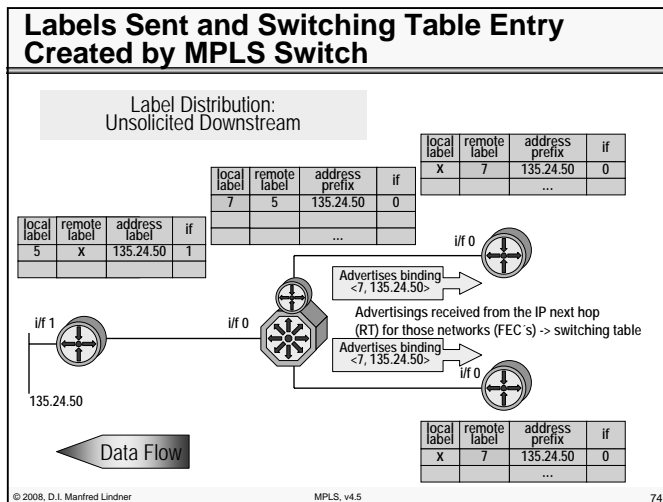 Labels Sent and Switching Table Entry
Created by MPLS Switch
Label Distribution:
Unsolicited Downstream
local label remote label address prefix if
x 7 135.24.50 0
...
local label remote label address prefix if
7 5 135.24.50 0
...
local label remote label address label if
5 x 135.24.50 1
i/f 0
Advertises binding
<7, 135.24.50>
Advertisings received from the IP next hop
(RT) for those networks (FEC´s) -> switching table
i/f 1
i/f 0
Advertises binding
<7, 135.24.50>
i/f 0
135.24.50
Data Flow
local label remote label address prefix if
x 7 135.24.50 0
...
© 2008, D.I. Manfred Lindner
MPLS, v4.5
74